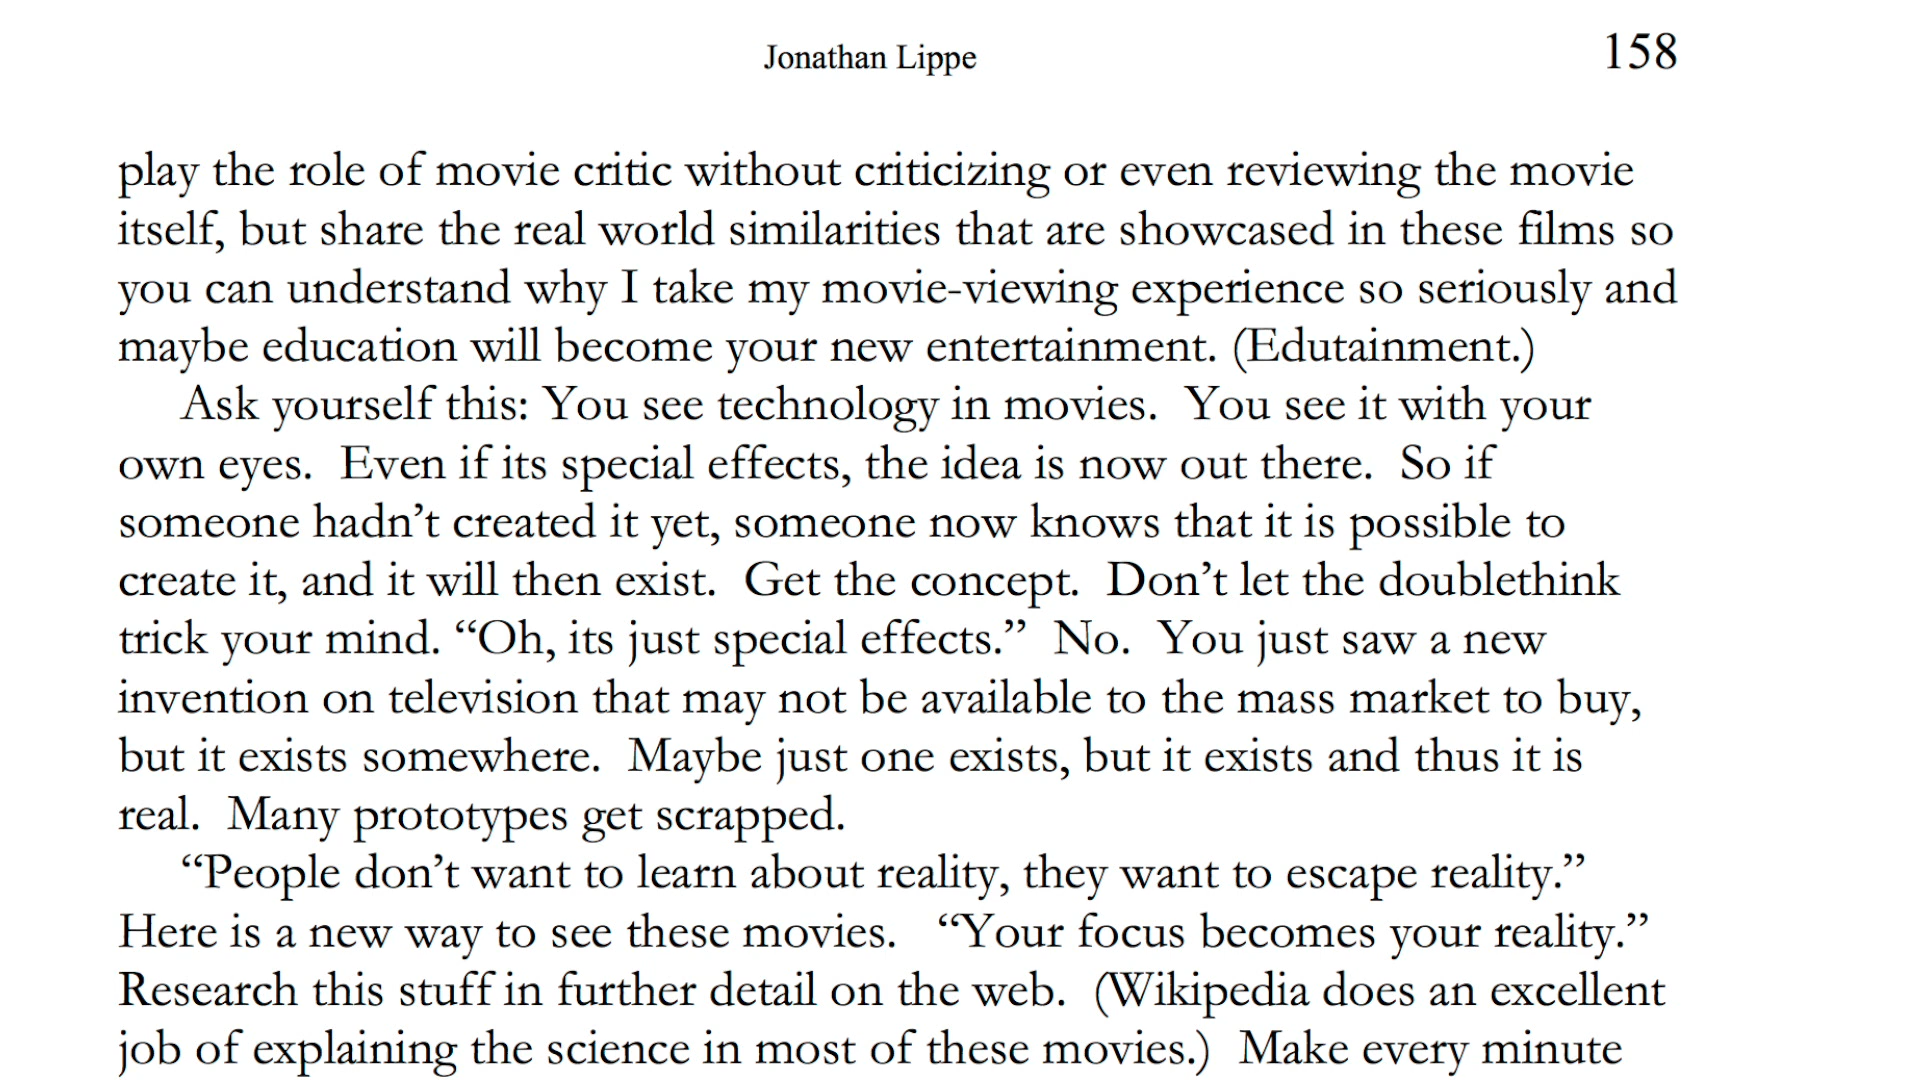 Jonathan Lippe 158
play the role of movie critic without criticizing or even reviewing the movie
itself, but share the real world similarities that are showcased in these films so
you can understand why I take my movie-viewing experience so seriously and
maybe education will become your new entertainment. (Edutainment.)
Ask yourself this: You see technology in movies.  You see it with your
own eyes.  Even if its special effects, the idea is now out there.  So if
someone hadn’t created it yet, someone now knows that it is possible to
create it, and it will then exist.  Get the concept.  Don’t let the doublethink
trick your mind. “Oh, its just special effects.”  No.  You just saw a new
invention on television that may not be available to the mass market to buy,
but it exists somewhere.  Maybe just one exists, but it exists and thus it is
real.  Many prototypes get scrapped.
“People don’t want to learn about reality, they want to escape reality.”
Here is a new way to see these movies.   “Your focus becomes your reality.”
Research this stuff in further detail on the web.  (Wikipedia does an excellent
job of explaining the science in most of these movies.)  Make every minute